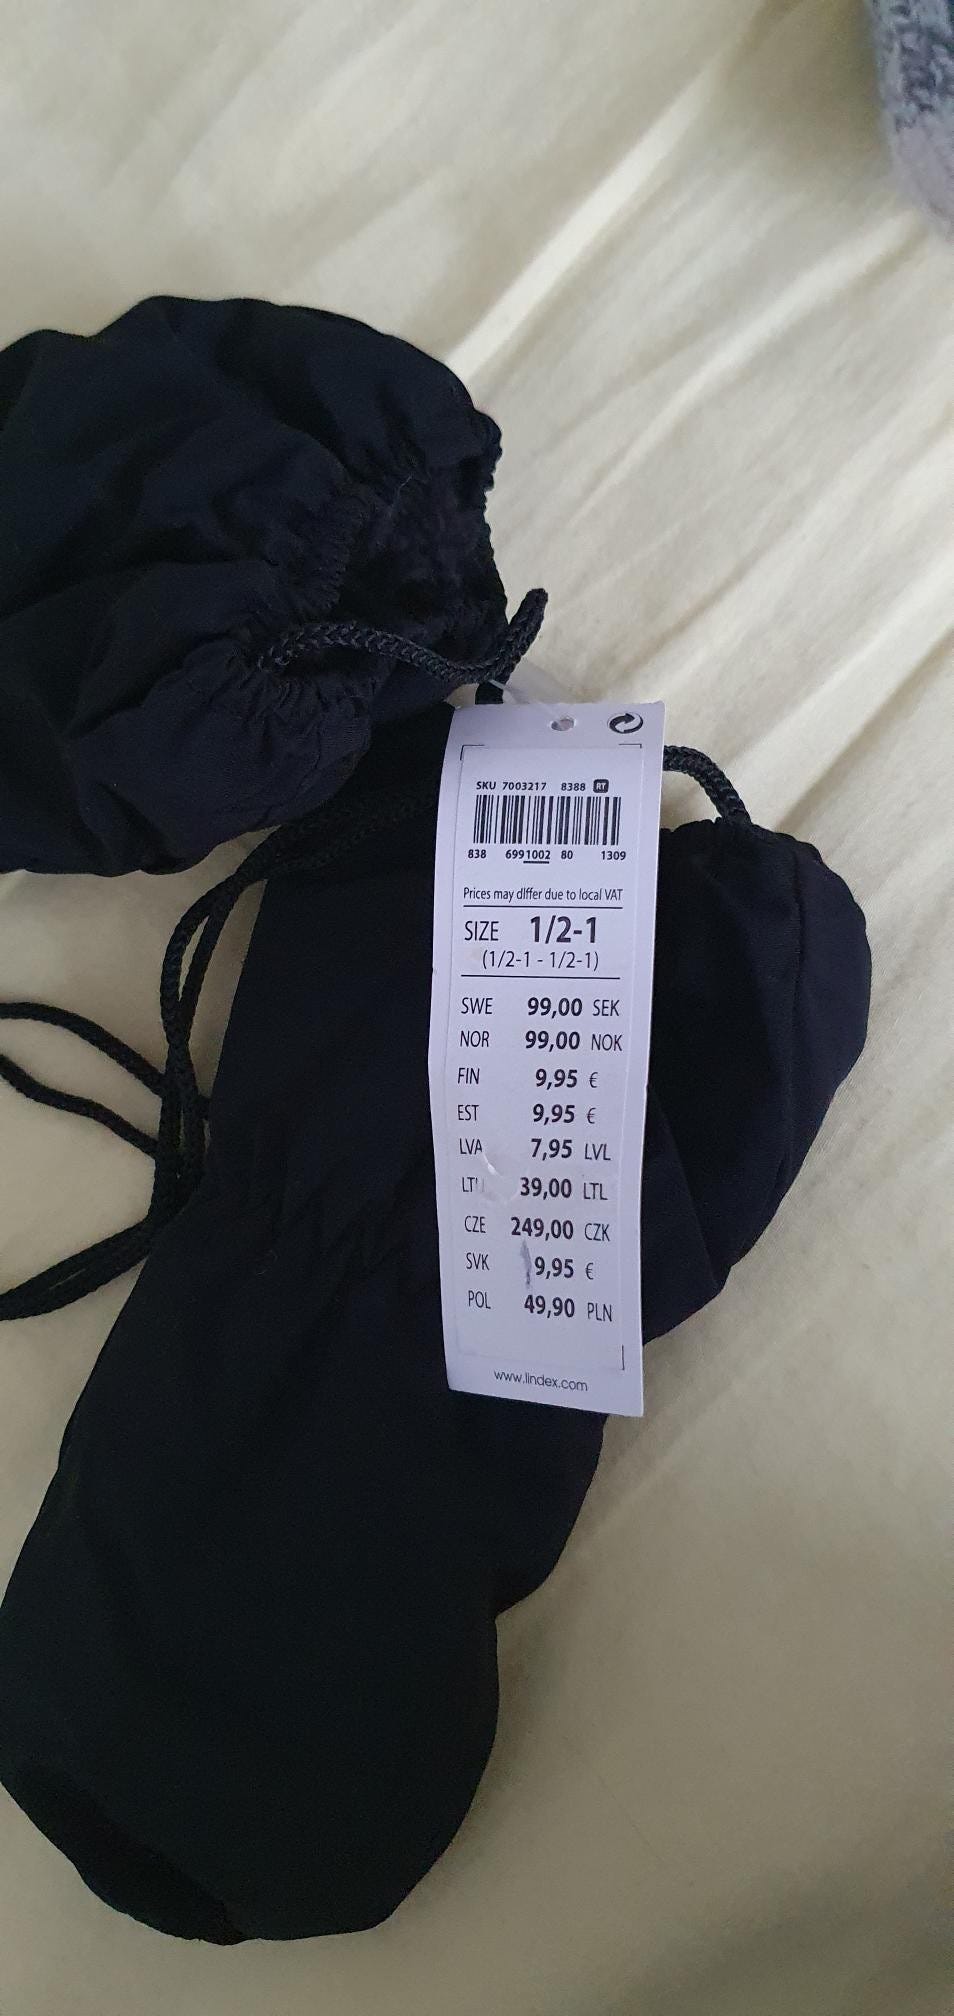 SKU 7003217 8388 RT
838 6991002 80 1309
Prices may differ due to local VAT
SIZE 1/2-1
(1/2-1 - 1/2-1)
SWE 99,00 SEK
NOR 99,00 NOK
FIN 9,95 €
EST 9,95 €
LVA 7,95 LVL
39,00 LTL
CZE 249,00 CZK
SVK 9,95 €
POL 49,90 PLN
www.lindex.com